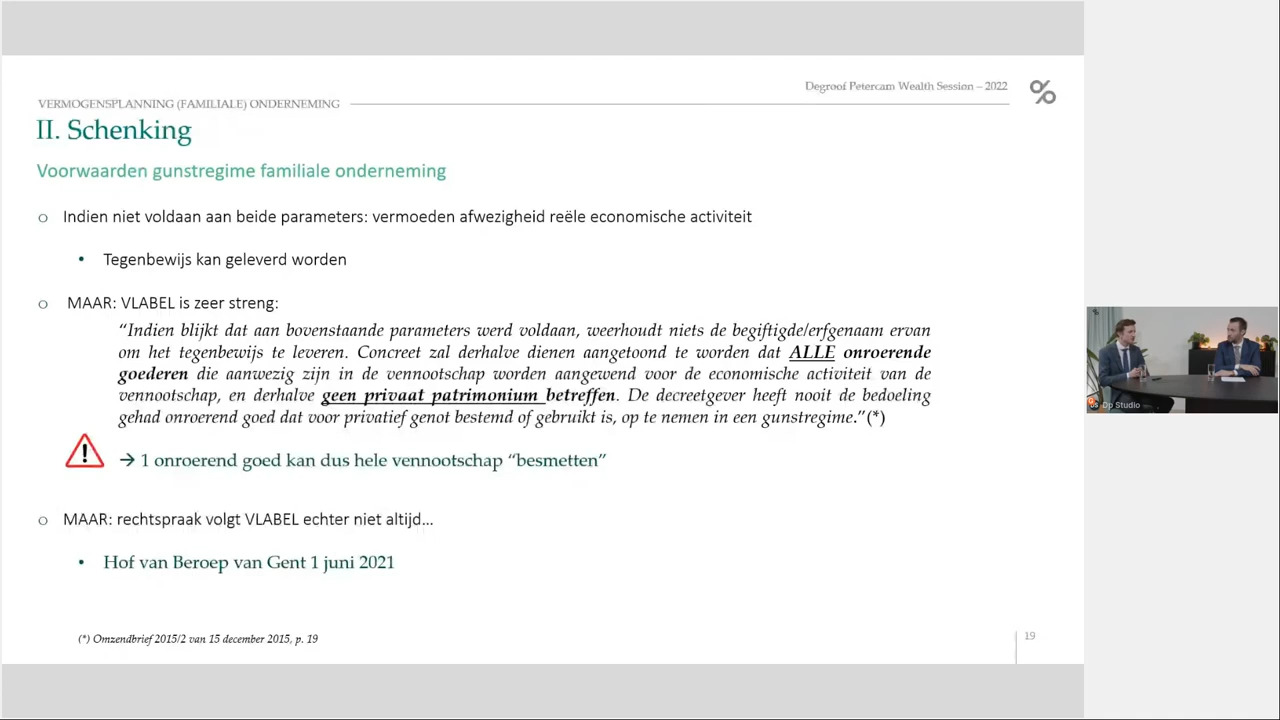 Degroof Petercam Wealth Session – 2022
VERMOGENSPLANNING (FAMILIALE) ONDERNEMING
II. Schenking
Voorwaarden gunstregime familiale onderneming
o Indien niet voldaan aan beide parameters: vermoeden afwezigheid reële economische activiteit
• Tegenbewijs kan geleverd worden
o MAAR: VLABEL is zeer streng:
“Indien blijkt dat aan bovenstaande parameters werd voldaan, weerhoudt niets de begiftigde/erfgenaam ervan
om het tegenbewijs te leveren. Concreet zal derhalve dienen aangetoond te worden dat ALLE onroerende
goederen die aanwezig zijn in de vennootschap worden aangewend voor de economische activiteit van de
vennootschap, en derhalve geen privaat patrimonium betreffen. De decreetgever heeft nooit de bedoeling
gehad onroerend goed dat voor privatief genot bestemd of gebruikt is, op te nemen in een gunstregime.”(*)
→ 1 onroerend goed kan dus hele vennootschap “besmetten”
o MAAR: rechtspraak volgt VLABEL echter niet altijd...
• Hof van Beroep van Gent 1 juni 2021
(*) Omzendbrief 2015/2 van 15 december 2015, p. 19
19
Dp Studio